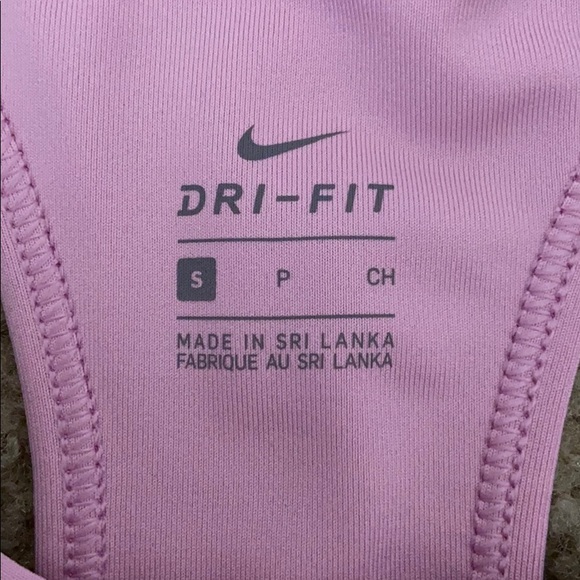 DRI-FIT
S P CH
MADE IN SRI LANKA
FABRIQUE AU SRI LANKA